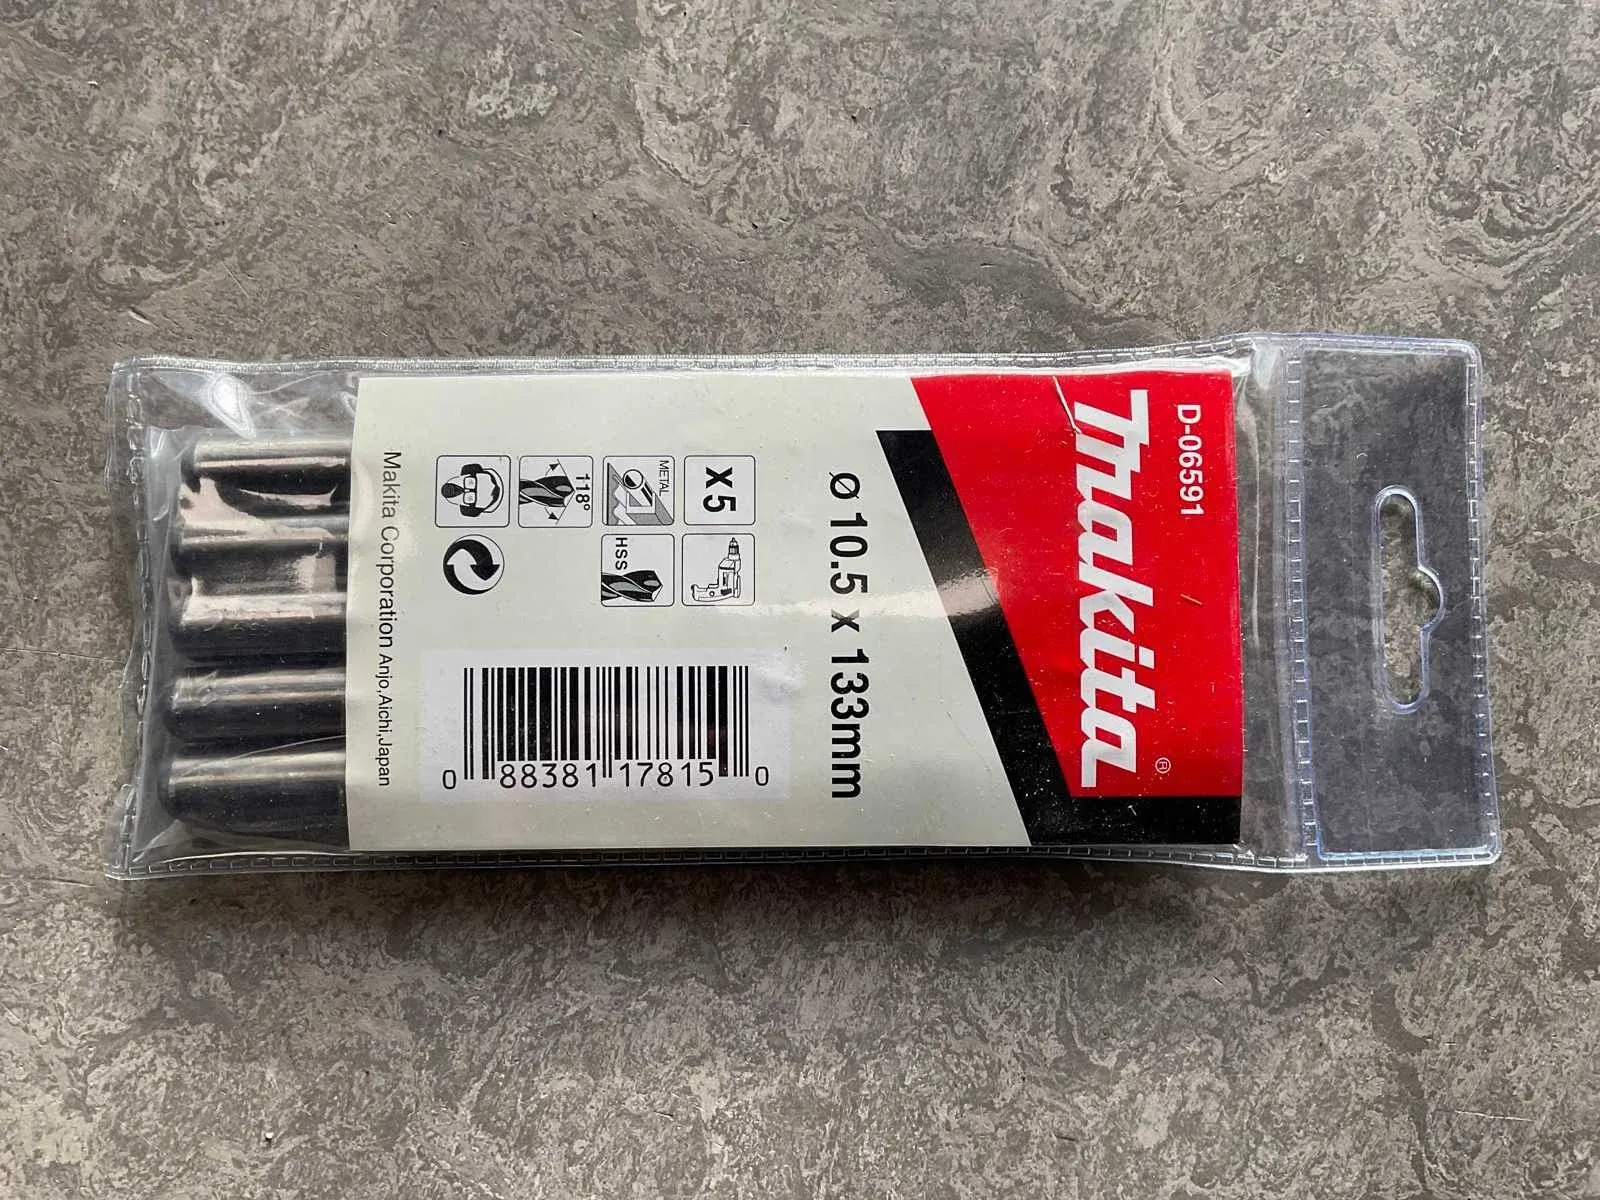 D-06591
makita®
Ø 10.5 x 133mm
X5
METAL
118°
HSS
0 88381 17815 0
Makita Corporation Anjo,Aichi,Japan